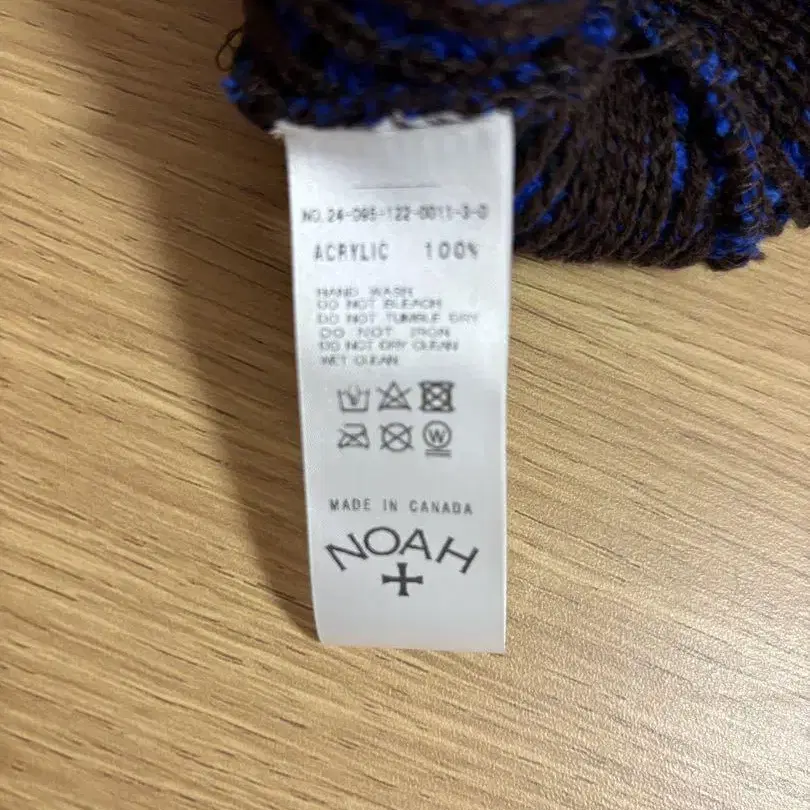 NO.24-095-122-0011-3-0
ACRYLIC 100%
HAND WASH
DO NOT BLEACH
DO NOT TUMBLE DRY
DO NOT IRON
DO NOT DRY CLEAN
WET CLEAN
W
MADE IN CANADA
NOAH